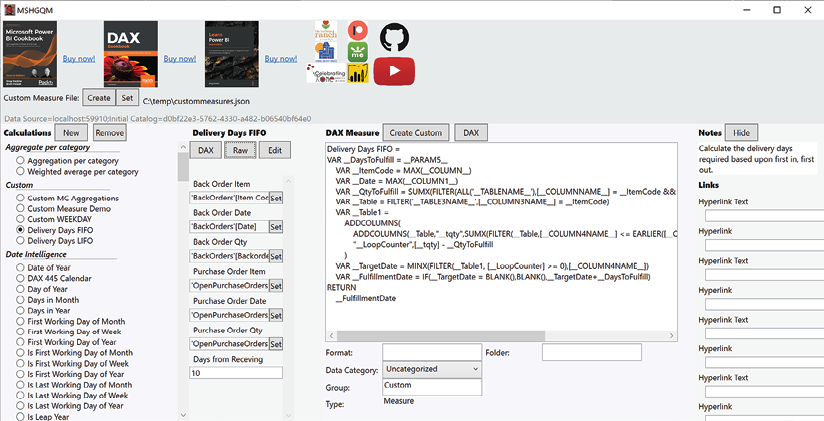 MSHGQM
Microsoft Power
BI Cookbook
Buy now!
DAX
Cookbook
Buy now!
Learn
Power BI
Buy now!
ranch
me
Celebrating
Xone
YouTube
Custom Measure File: Create Set C:\temp\custommeasures.json
Data Source=localhost:59910;Initial Catalog=d0bf22e3-5762-4330-a482-b06540bf64e0
Calculations New Remove
Aggregate per category
Aggregation per category
Weighted average per category
Custom
Custom MC Aggregations
Custom Measure Demo
Custom WEEKDAY
Delivery Days FIFO
Delivery Days LIFO
Date Intelligence
Date of Year
DAX 445 Calendar
Day of Year
Days in Month
Days in Year
First Working Day of Month
First Working Day of Week
First Working Day of Year
Is First Working Day of Month
Is First Working Day of Week
Is First Working Day of Year
Is Last Working Day of Month
Is Last Working Day of Week
Is Last Working Day of Year
Is Leap Year
Delivery Days FIFO
DAX Raw Edit
Back Order Item
'BackOrders'[Item Cod Set
Back Order Date
'BackOrders'[Date] Set
Back Order Qty
'BackOrders'[Backorde Set
Purchase Order Item
'OpenPurchaseOrders Set
Purchase Order Date
'OpenPurchaseOrders Set
Purchase Order Qty
'OpenPurchaseOrders Set
Days from Receving
10
DAX Measure Create Custom DAX
Delivery Days FIFO =
VAR __DaysToFulfill = __PARAM5__
VAR __ItemCode = MAX(__COLUMN__)
VAR __Date = MAX(__COLUMN1__)
VAR __QtyToFulfill = SUMX(FILTER(ALL('__TABLENAME__'),[__COLUMNNAME__] = __ItemCode &&
VAR __Table = FILTER('__TABLE3NAME__',[__COLUMN3NAME__] = __ItemCode)
VAR __Table1 =
ADDCOLUMNS(
ADDCOLUMNS(__Table,"__tqty",SUMX(FILTER(__Table,[__COLUMN4NAME__] <= EARLIER([__C
"__LoopCounter",[__tqty] - __QtyToFulfill
)
VAR __TargetDate = MINX(FILTER(__Table1, [__LoopCounter] >= 0),[__COLUMN4NAME__])
VAR __FulfillmentDate = IF(__TargetDate = BLANK(),BLANK(),__TargetDate+__DaysToFulfill)
RETURN
__FulfillmentDate
Format: Folder:
Data Category: Uncategorized
Group: Custom
Type: Measure
Notes Hide
Calculate the delivery days
required based upon first in, first
out.
Links
Hyperlink Text
Hyperlink
Hyperlink Text
Hyperlink
Hyperlink Text
Hyperlink
Hyperlink Text
Hyperlink